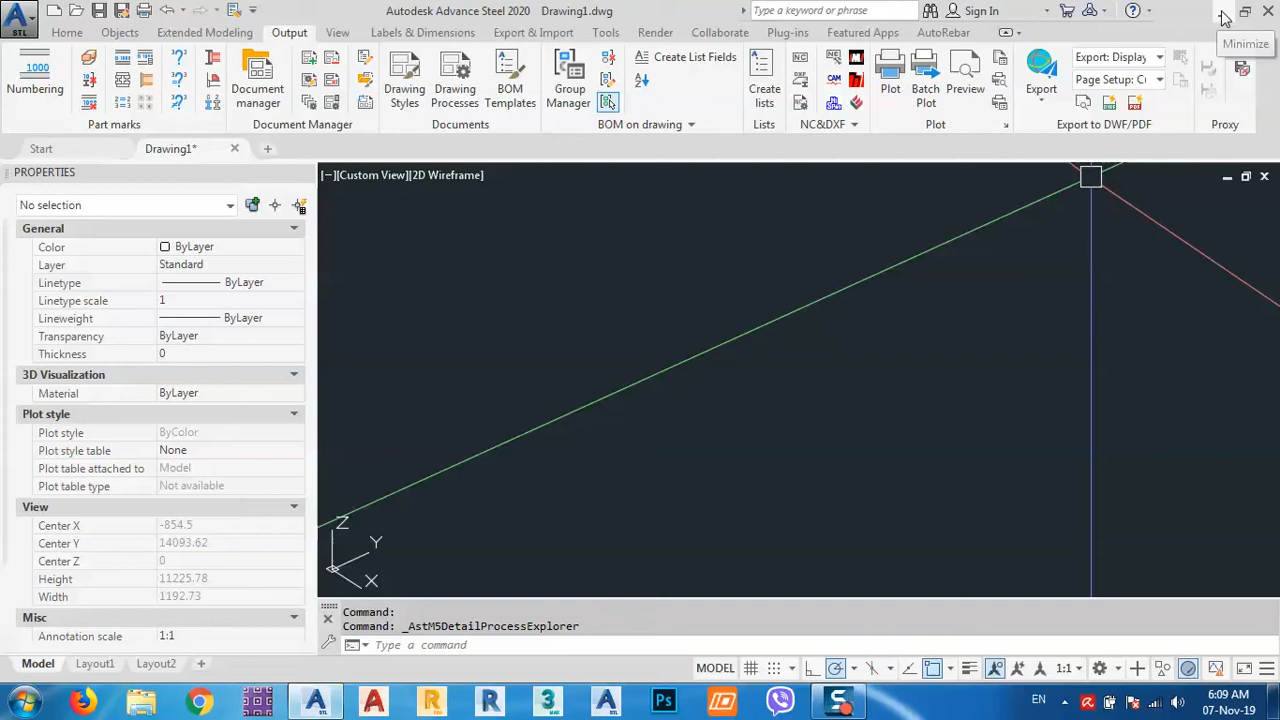 STL
Autodesk Advance Steel 2020 Drawing1.dwg
Type a keyword or phrase
Sign In
Minimize
Home Objects Extended Modeling Output View Labels & Dimensions Export & Import Tools Render Collaborate Plug-ins Featured Apps AutoRebar
1000
Numbering
Part marks
Document
manager
Document Manager
Drawing
Styles
Drawing
Processes
BOM
Templates
Documents
Group
Manager
Create List Fields
BOM on drawing
Create
lists
Lists
NC
CAM
NC&DXF
Plot
Batch
Plot
Preview
Plot
Export
Export: Display
Page Setup: Cu
Export to DWF/PDF
Proxy
Start
Drawing1*
PROPERTIES
No selection
General
Color ByLayer
Layer Standard
Linetype ByLayer
Linetype scale 1
Lineweight ByLayer
Transparency ByLayer
Thickness 0
3D Visualization
Material ByLayer
Plot style
Plot style ByColor
Plot style table None
Plot table attached to Model
Plot table type Not available
View
Center X -854.5
Center Y 14093.62
Center Z 0
Height 11225.78
Width 1192.73
Misc
Annotation scale 1:1
[−][Custom View][2D Wireframe]
Z
Y
X
Command:
Command: _AstM5DetailProcessExplorer
Type a command
Model Layout1 Layout2 +
MODEL
1:1
EN
6:09 AM
07-Nov-19